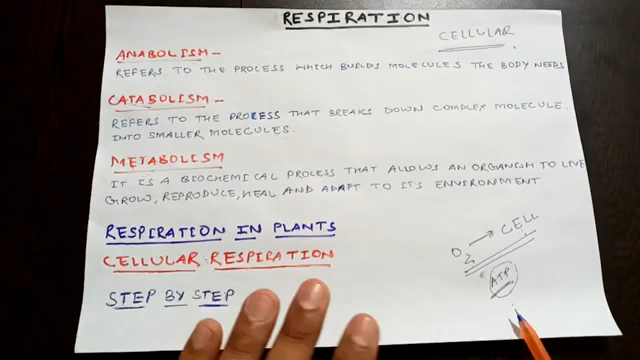 RESPIRATION
CELLULAR
ANABOLISM -
REFERS TO THE PROCESS WHICH BUILDS MOLECULES THE BODY NEEDS
CATABOLISM -
REFERS TO THE PROCESS THAT BREAKS DOWN COMPLEX MOLECULE.
INTO SMALLER MOLECULES.
METABOLISM
IT IS A BIOCHEMICAL PROCESS THAT ALLOWS AN ORGANISM TO LIVE
GROW, REPRODUCE, HEAL AND ADAPT TO ITS ENVIRONMENT
RESPIRATION IN PLANTS
CELLULAR RESPIRATION
O2 → CELL
ATP
STEP BY STEP